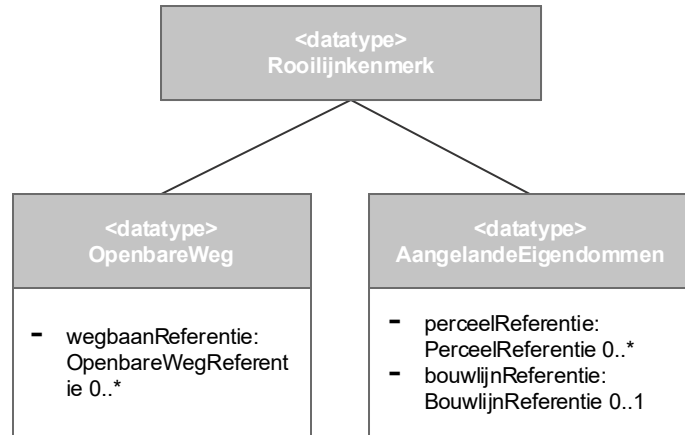 <datatype>
Rooilijnkenmerk
<datatype>
OpenbareWeg
- wegbaanReferentie:
OpenbareWegReferent
ie 0..*
<datatype>
AangelandeEigendommen
- perceelReferentie:
PerceelReferentie 0..*
- bouwlijnReferentie:
BouwlijnReferentie 0..1